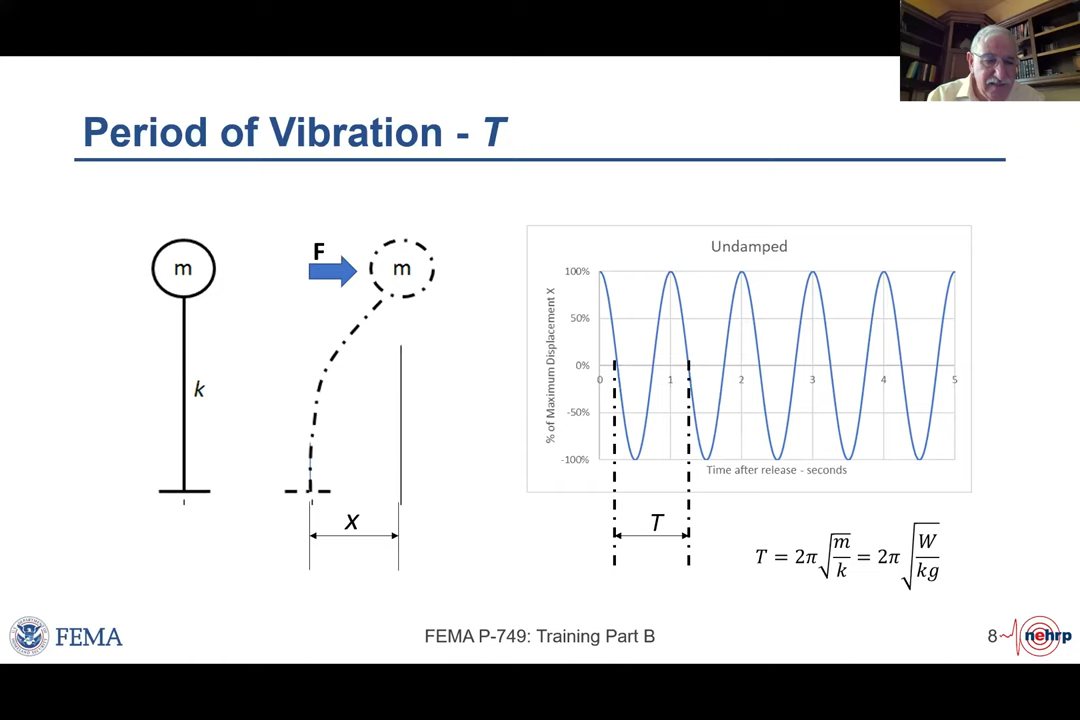 Period of Vibration - T
m
k
F
m
X
Undamped
% of Maximum Displacement X
100%
50%
0%
-50%
-100%
0 1 2 3 4 5
Time after release - seconds
T
T = 2π√(m/k) = 2π√(W/kg)
FEMA
FEMA P-749: Training Part B
8
nehrp